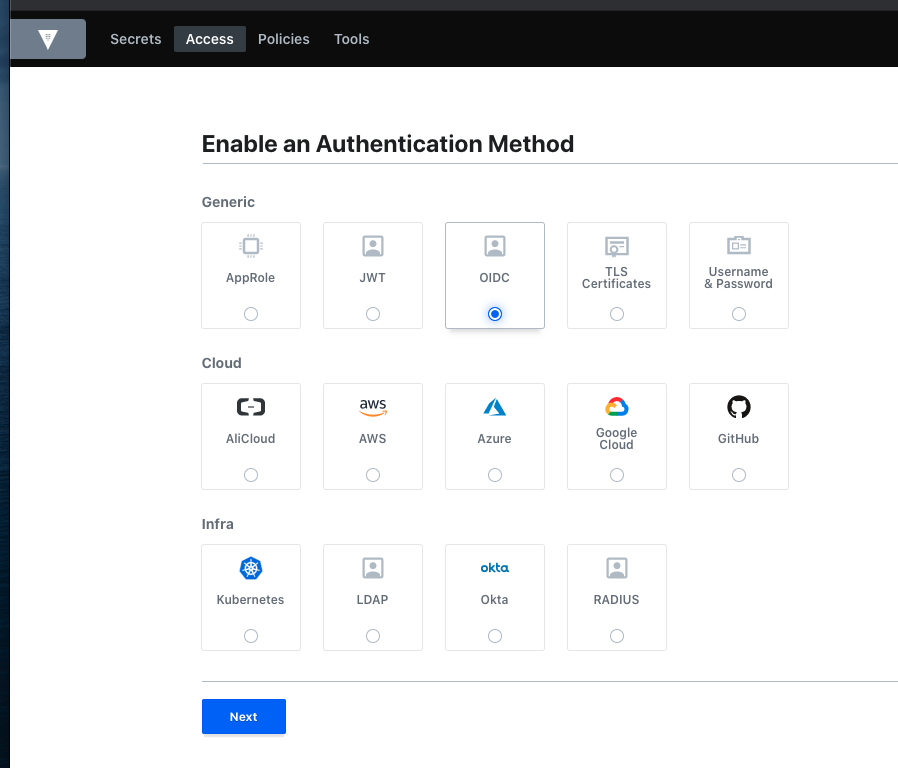 Secrets Access Policies Tools
Enable an Authentication Method
Generic
AppRole
JWT
OIDC
TLS
Certificates
Username
& Password
Cloud
AliCloud
aws
AWS
Azure
Google
Cloud
GitHub
Infra
Kubernetes
LDAP
okta
Okta
RADIUS
Next